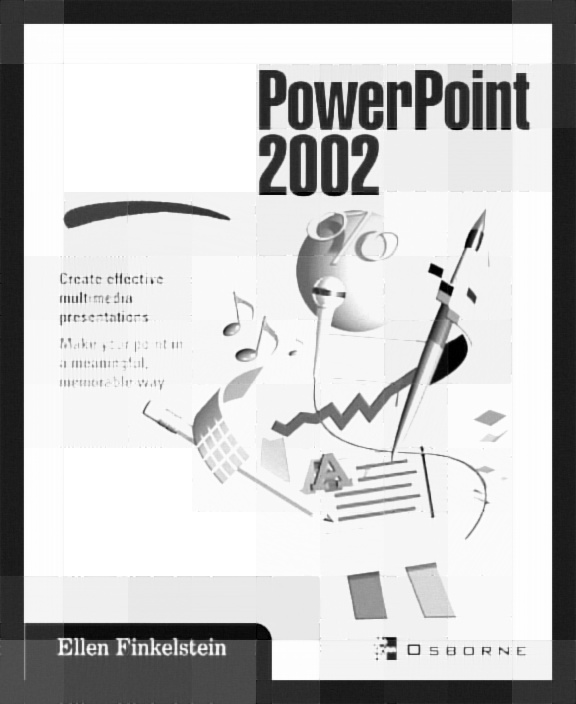 PowerPoint
2002
%
Create effective
multimedia
presentations
Make your point in
a meaningful,
memorable way
A
Ellen Finkelstein
OSBORNE